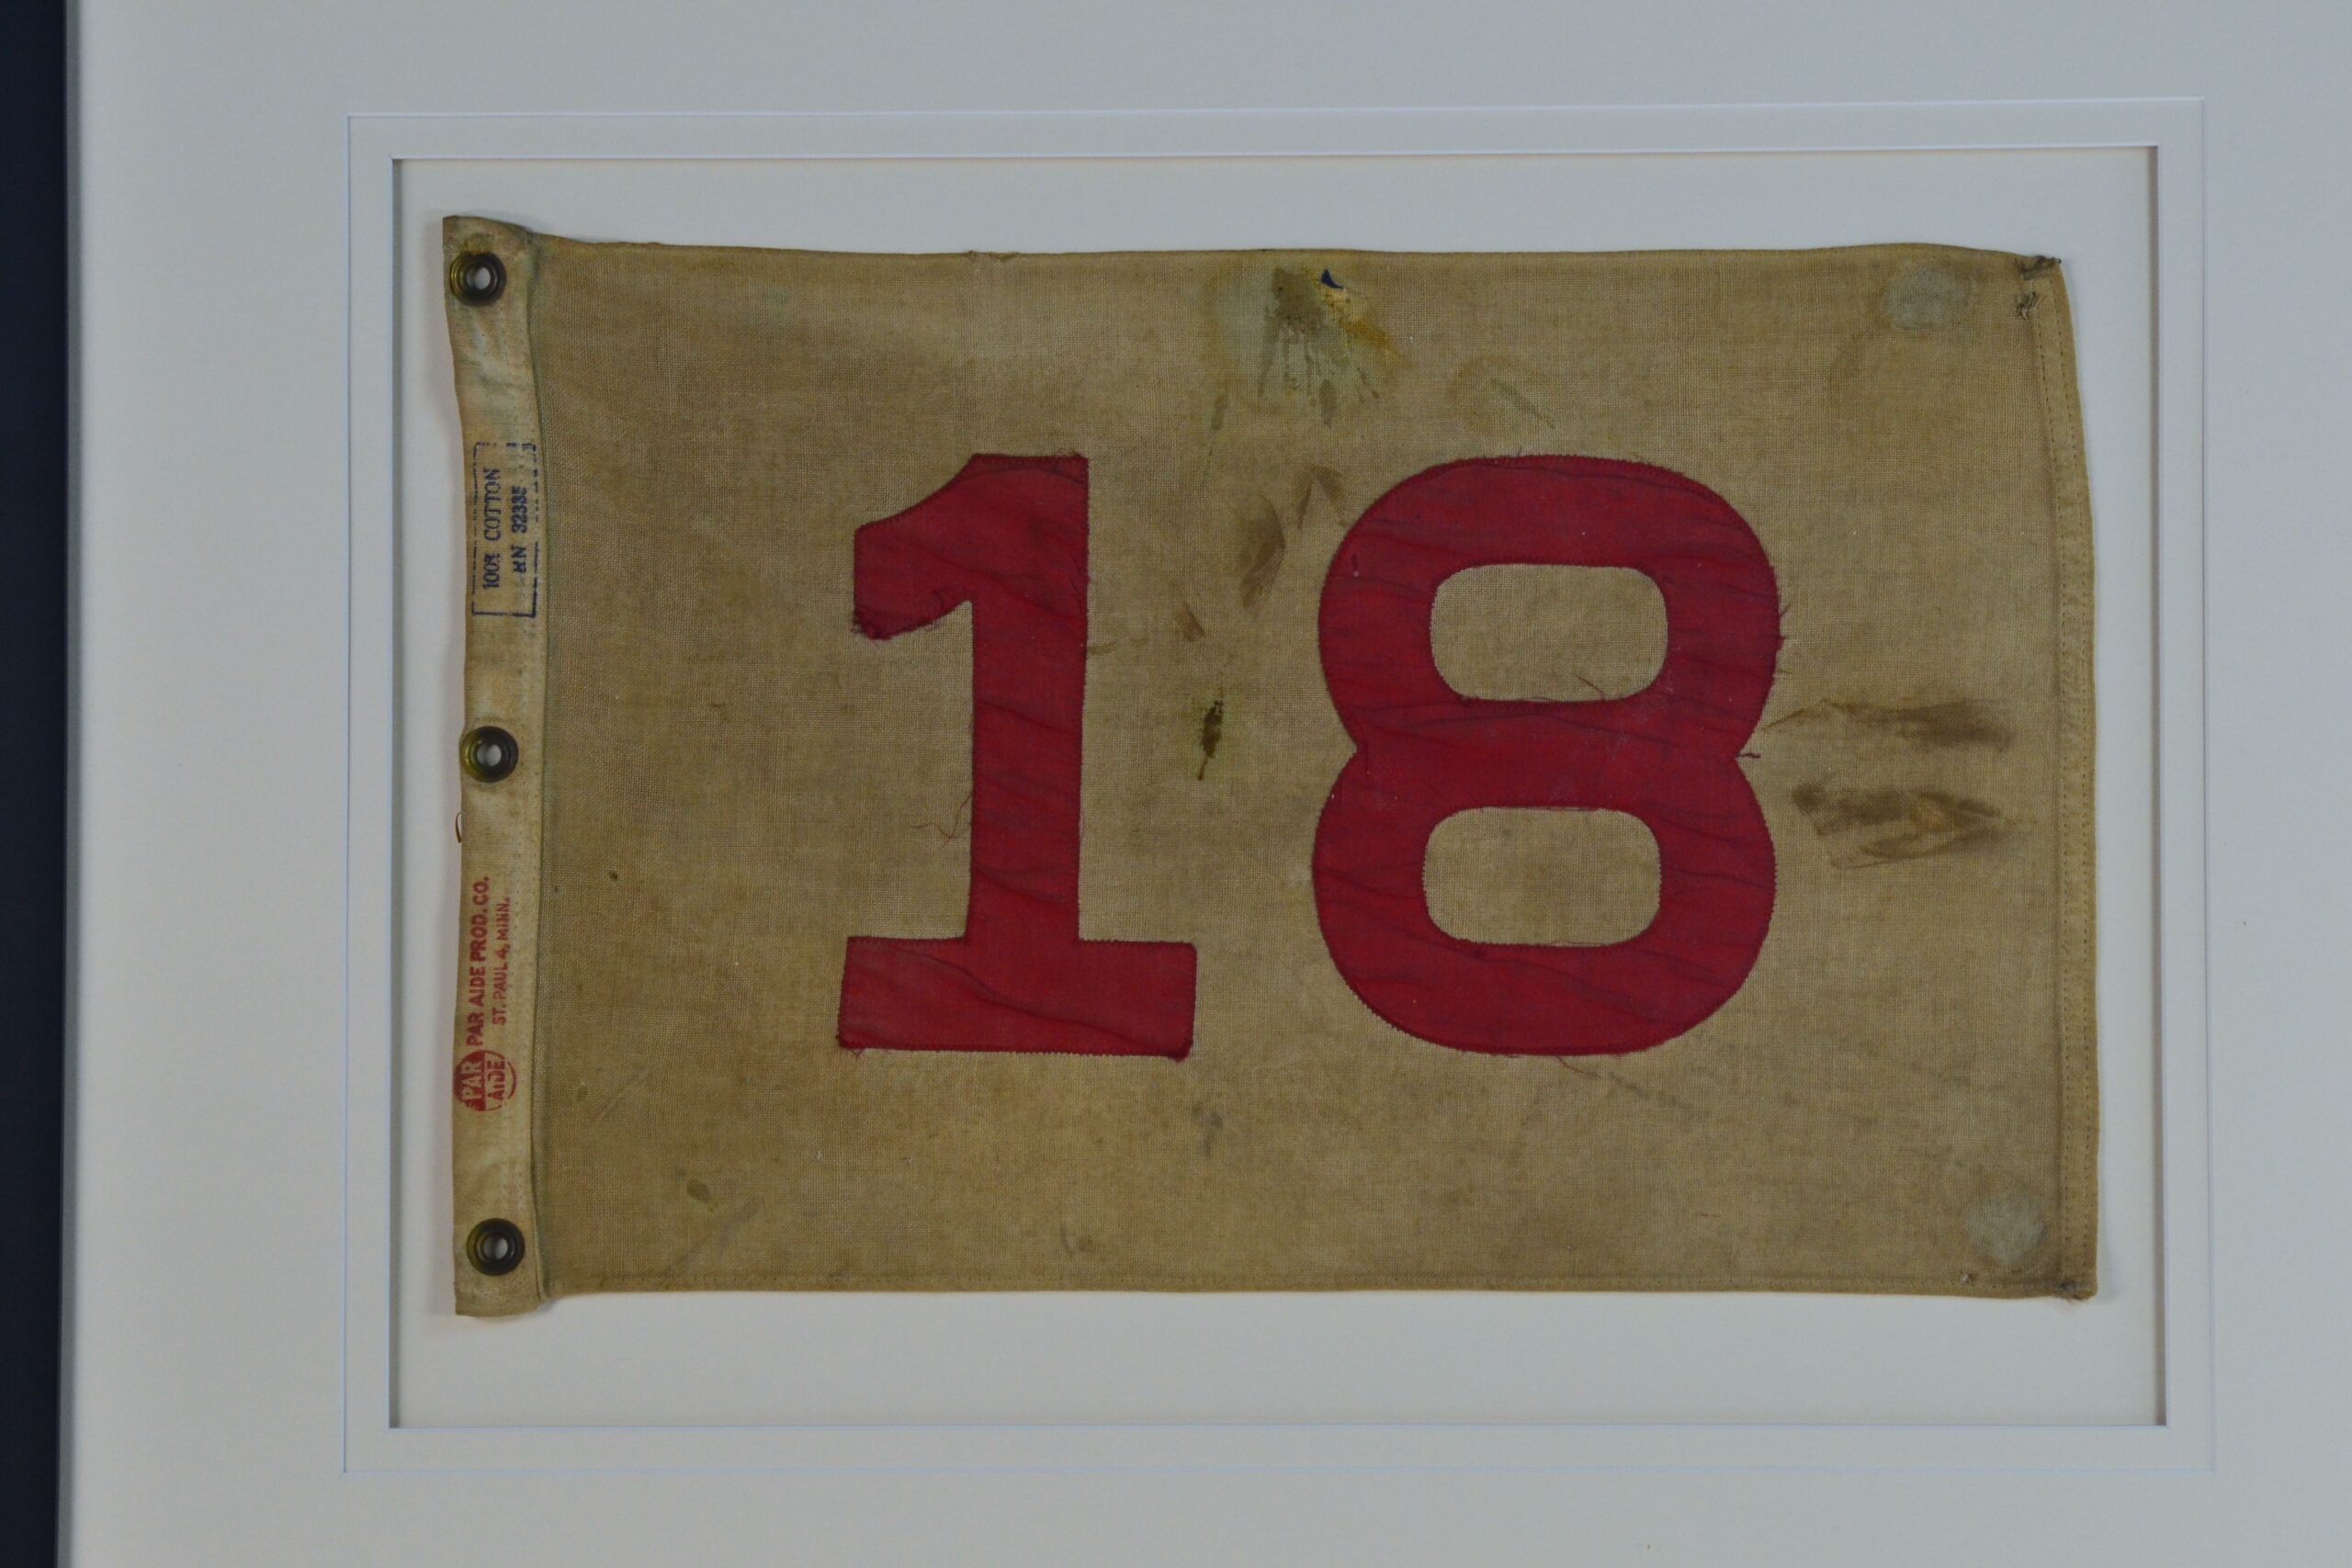 18
100% COTTON
RN 32335
PAR AIDE PROD. CO.
ST. PAUL 4, MINN.
PAR
AIDE